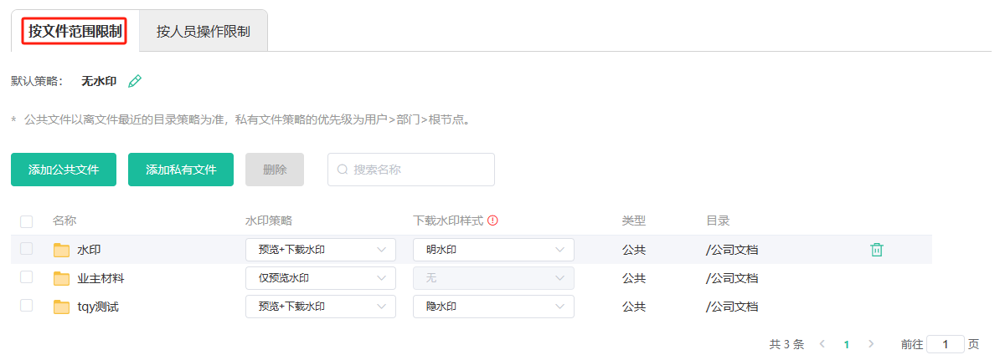 按文件范围限制 按人员操作限制
默认策略： 无水印
* 公共文件以离文件最近的目录策略为准，私有文件策略的优先级为用户>部门>根节点。
添加公共文件 添加私有文件 删除 搜索名称
名称 水印策略 下载水印样式 类型 目录
水印 预览+下载水印 明水印 公共 /公司文档
业主材料 仅预览水印 无 公共 /公司文档
tqy测试 预览+下载水印 隐水印 公共 /公司文档
共 3 条 1 前往 1 页